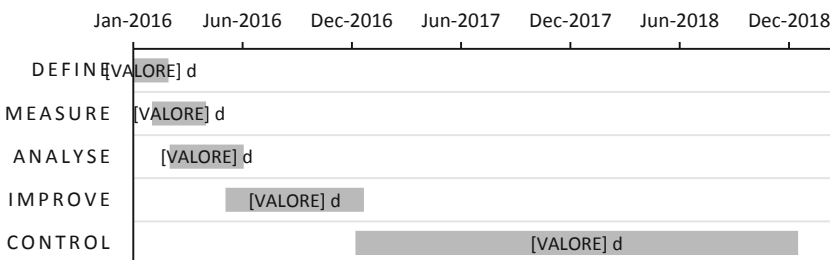 Jan-2016 Jun-2016 Dec-2016 Jun-2017 Dec-2017 Jun-2018 Dec-2018
DEFINE [VALORE] d
MEASURE [VALORE] d
ANALYSE [VALORE] d
IMPROVE [VALORE] d
CONTROL [VALORE] d